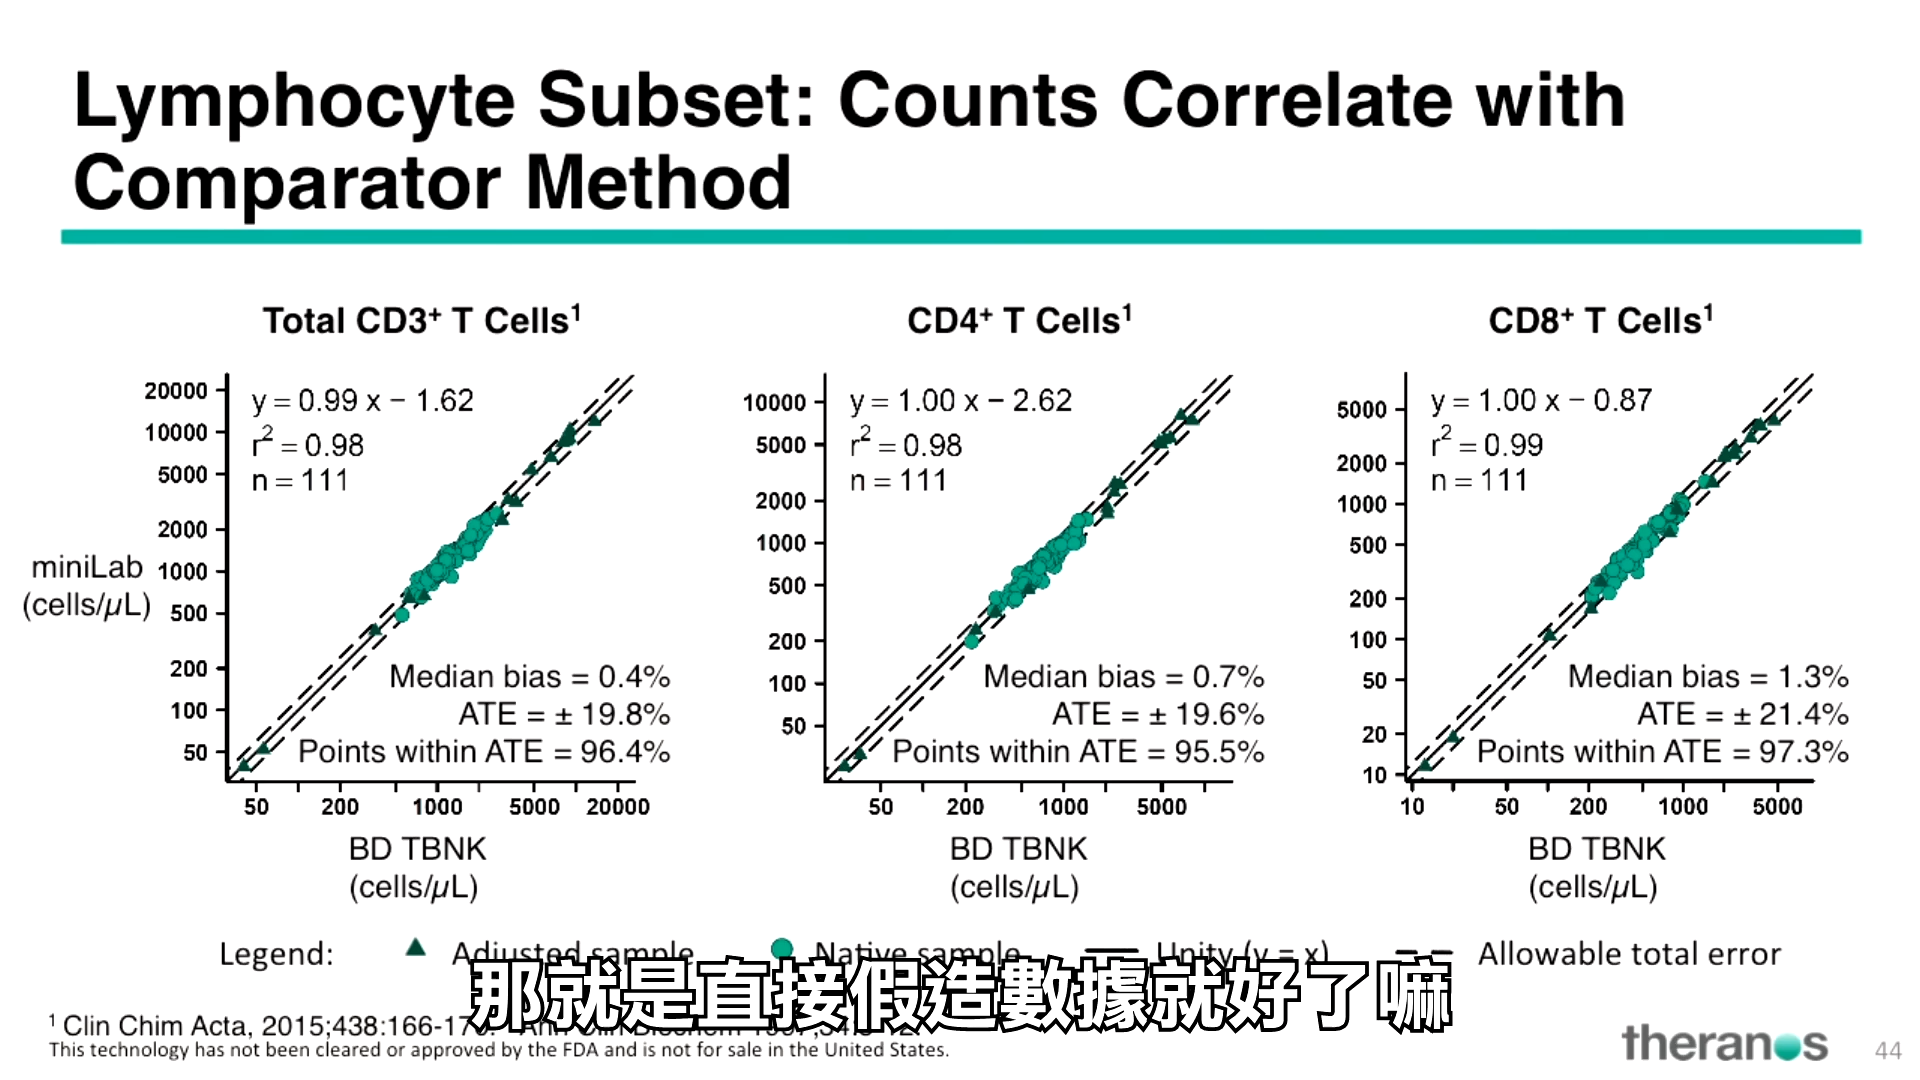 Lymphocyte Subset: Counts Correlate with
Comparator Method
Total CD3⁺ T Cells¹
CD4⁺ T Cells¹
CD8⁺ T Cells¹
y = 0.99 x − 1.62
r² = 0.98
n = 111
20000
10000
5000
2000
1000
500
200
100
50
miniLab
(cells/µL)
Median bias = 0.4%
ATE = ± 19.8%
Points within ATE = 96.4%
50 200 1000 5000 20000
BD TBNK
(cells/µL)
y = 1.00 x − 2.62
r² = 0.98
n = 111
10000
5000
2000
1000
500
200
100
50
Median bias = 0.7%
ATE = ± 19.6%
Points within ATE = 95.5%
50 200 1000 5000
BD TBNK
(cells/µL)
y = 1.00 x − 0.87
r² = 0.99
n = 111
5000
2000
1000
500
200
100
50
20
10
Median bias = 1.3%
ATE = ± 21.4%
Points within ATE = 97.3%
10 50 200 1000 5000
BD TBNK
(cells/µL)
Legend: Adjusted sample Native sample Unity (y = x) Allowable total error
那就是直接假造數據就好了嘛
¹ Clin Chim Acta, 2015;438:166-17
This technology has not been cleared or approved by the FDA and is not for sale in the United States.
theranos
44